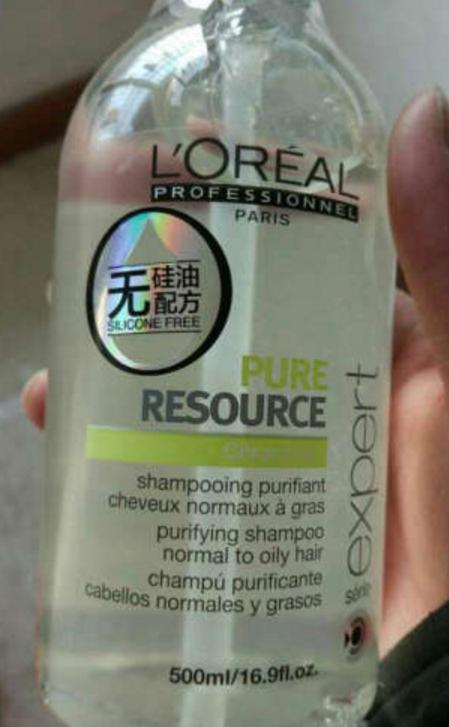 L'ORÉAL
PROFESSIONNEL
PARIS
无硅油
配方
SILICONE FREE
PURE
RESOURCE
shampooing purifiant
cheveux normaux à gras
purifying shampoo
normal to oily hair
champú purificante
cabellos normales y grasos
500ml/16.9fl.oz.
série expert